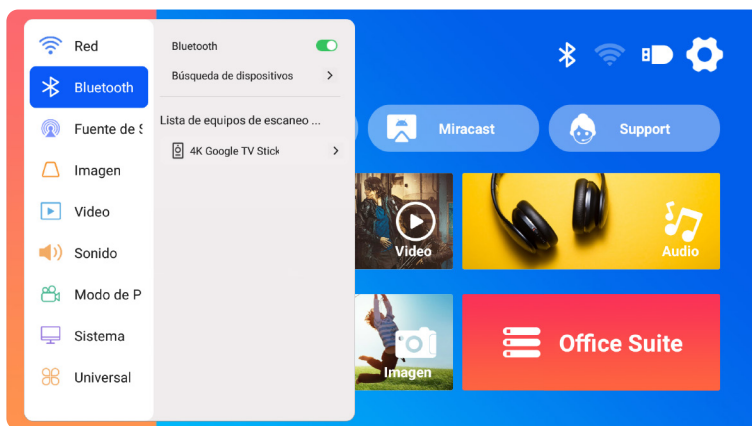 Red
Bluetooth
Fuente de S
Imagen
Video
Sonido
Modo de P
Sistema
Universal
Bluetooth
Búsqueda de dispositivos
Lista de equipos de escaneo ...
4K Google TV Stick
Miracast
Support
Video
Audio
Imagen
Office Suite